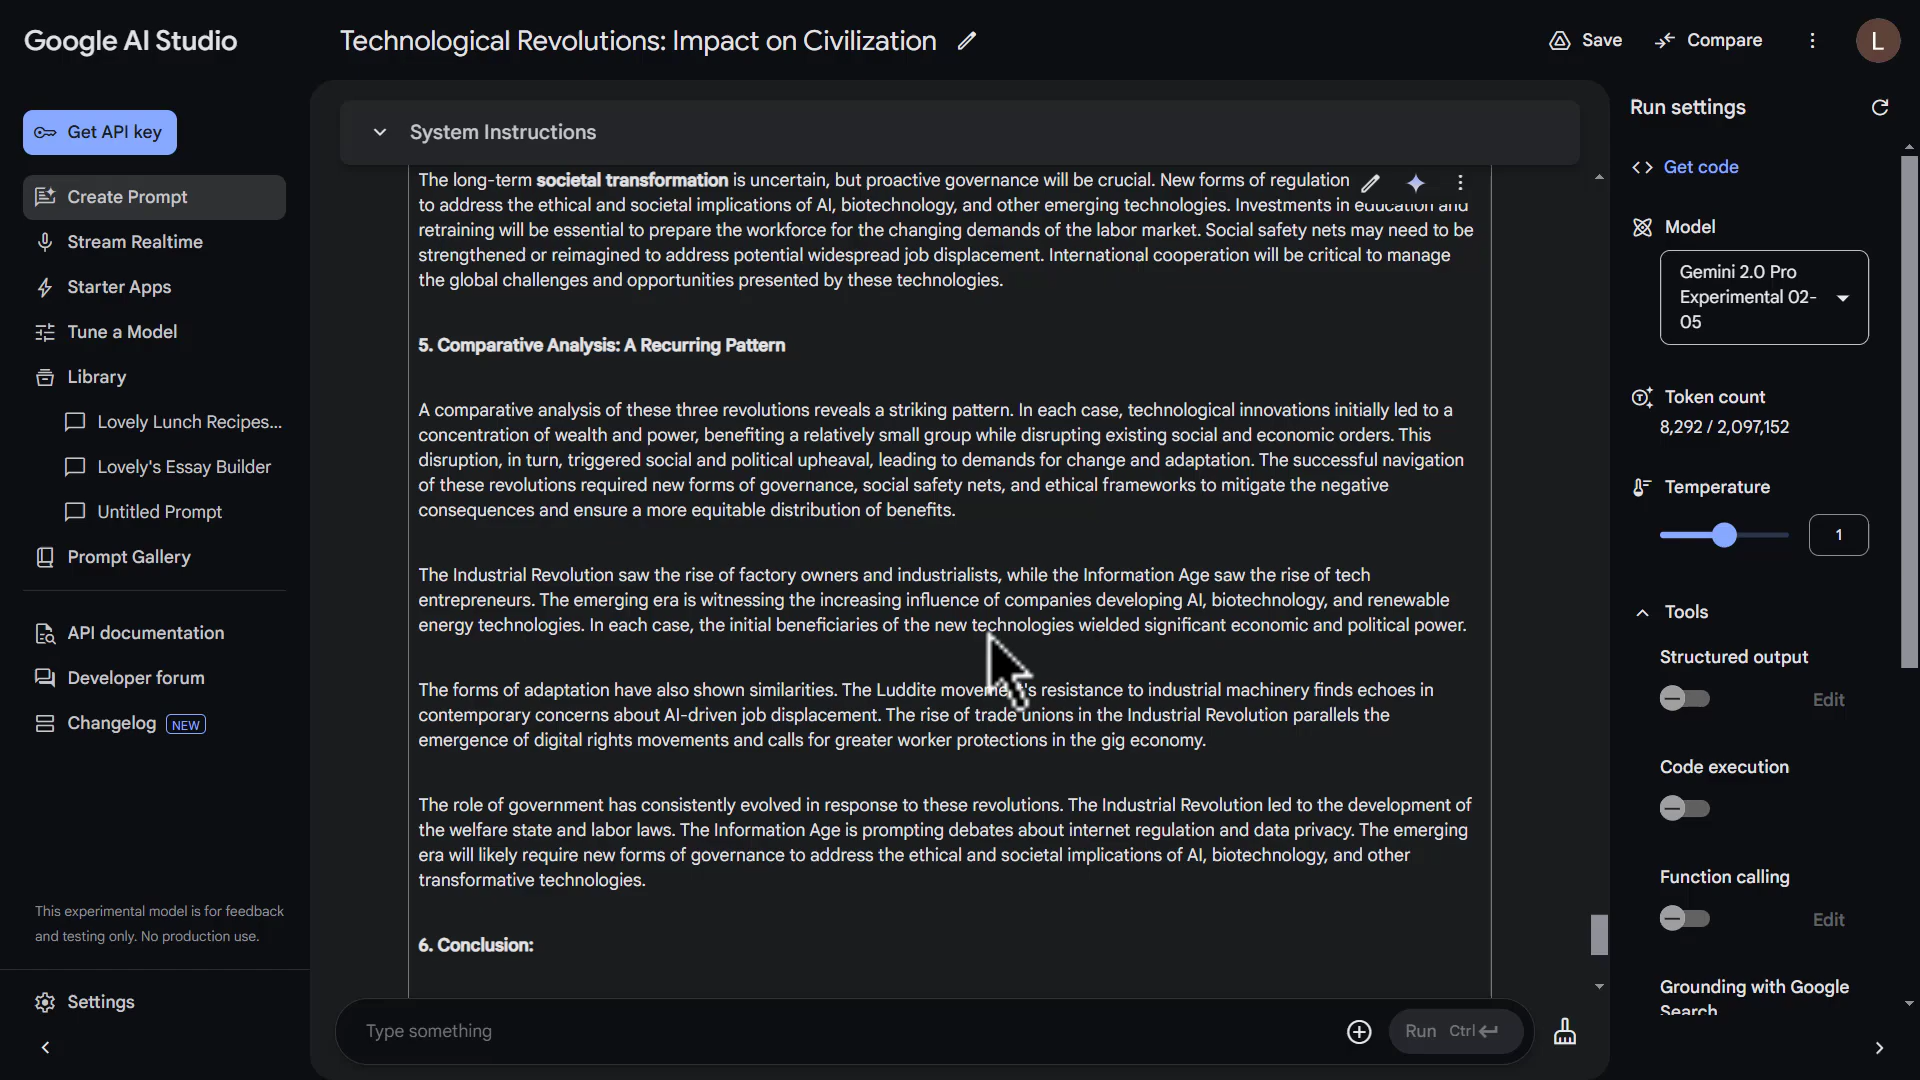 Google AI Studio
Technological Revolutions: Impact on Civilization
Save
Compare
L
Get API key
Create Prompt
Stream Realtime
Starter Apps
Tune a Model
Library
Lovely Lunch Recipes...
Lovely's Essay Builder
Untitled Prompt
Prompt Gallery
API documentation
Developer forum
Changelog NEW
This experimental model is for feedback
and testing only. No production use.
Settings
System Instructions
The long-term societal transformation is uncertain, but proactive governance will be crucial. New forms of regulation
to address the ethical and societal implications of AI, biotechnology, and other emerging technologies. Investments in education and
retraining will be essential to prepare the workforce for the changing demands of the labor market. Social safety nets may need to be
strengthened or reimagined to address potential widespread job displacement. International cooperation will be critical to manage
the global challenges and opportunities presented by these technologies.
5. Comparative Analysis: A Recurring Pattern
A comparative analysis of these three revolutions reveals a striking pattern. In each case, technological innovations initially led to a
concentration of wealth and power, benefiting a relatively small group while disrupting existing social and economic orders. This
disruption, in turn, triggered social and political upheaval, leading to demands for change and adaptation. The successful navigation
of these revolutions required new forms of governance, social safety nets, and ethical frameworks to mitigate the negative
consequences and ensure a more equitable distribution of benefits.
The Industrial Revolution saw the rise of factory owners and industrialists, while the Information Age saw the rise of tech
entrepreneurs. The emerging era is witnessing the increasing influence of companies developing AI, biotechnology, and renewable
energy technologies. In each case, the initial beneficiaries of the new technologies wielded significant economic and political power.
The forms of adaptation have also shown similarities. The Luddite movement's resistance to industrial machinery finds echoes in
contemporary concerns about AI-driven job displacement. The rise of trade unions in the Industrial Revolution parallels the
emergence of digital rights movements and calls for greater worker protections in the gig economy.
The role of government has consistently evolved in response to these revolutions. The Industrial Revolution led to the development of
the welfare state and labor laws. The Information Age is prompting debates about internet regulation and data privacy. The emerging
era will likely require new forms of governance to address the ethical and societal implications of AI, biotechnology, and other
transformative technologies.
6. Conclusion:
Type something
Run Ctrl
Run settings
Get code
Model
Gemini 2.0 Pro
Experimental 02-
05
Token count
8,292 / 2,097,152
Temperature
1
Tools
Structured output
Edit
Code execution
Function calling
Edit
Grounding with Google
Search